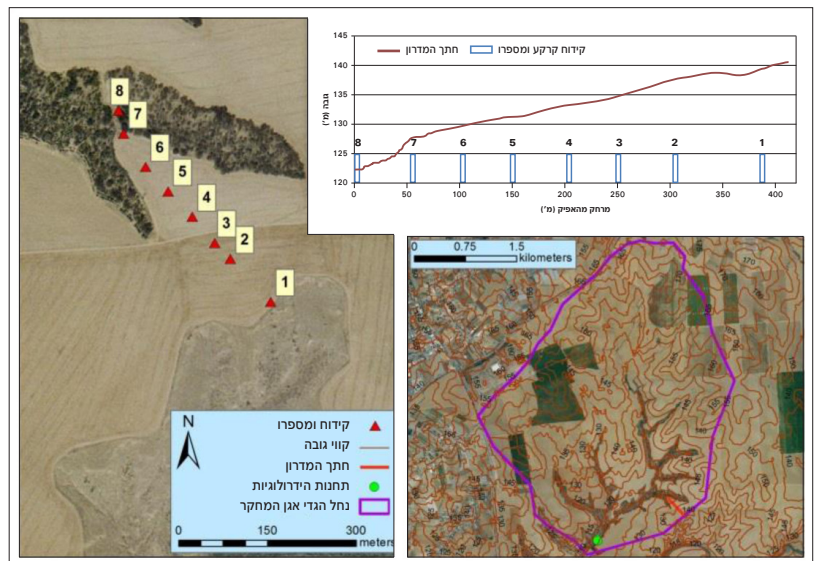 8
7
6
5
4
3
2
1
N
קידוח ומספרו
קווי גובה
חתך המדרון
תחנות הידרולוגיות
נחל הגדי אגן המחקר
0 150 300
meters
חתך המדרון
קידוח קרקע ומספרו
גובה (מ')
145
140
135
130
125
120
8 7 6 5 4 3 2 1
0 50 100 150 200 250 300 350 400
מרחק מהאפיק (מ')
0 0.75 1.5
kilometers